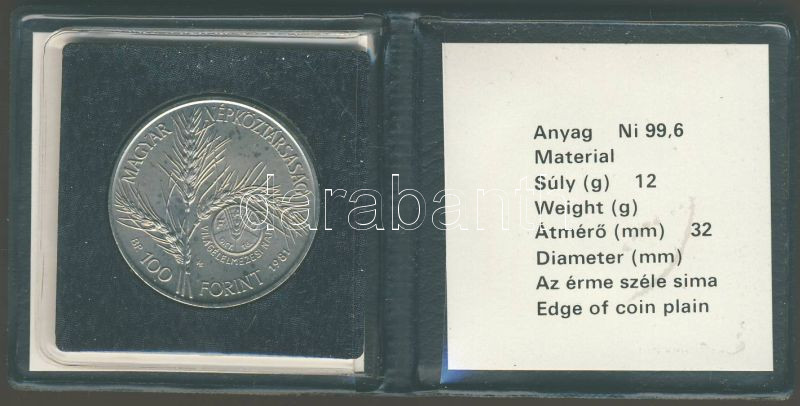 MAGYAR NÉPKÖZTÁRSASÁG
VILÁGÉLELMEZÉSI NAP
BP. 100 FORINT 1981
Anyag Ni 99,6
Material
Súly (g) 12
Weight (g)
Átmérő (mm) 32
Diameter (mm)
Az érme széle sima
Edge of coin plain
darabanth